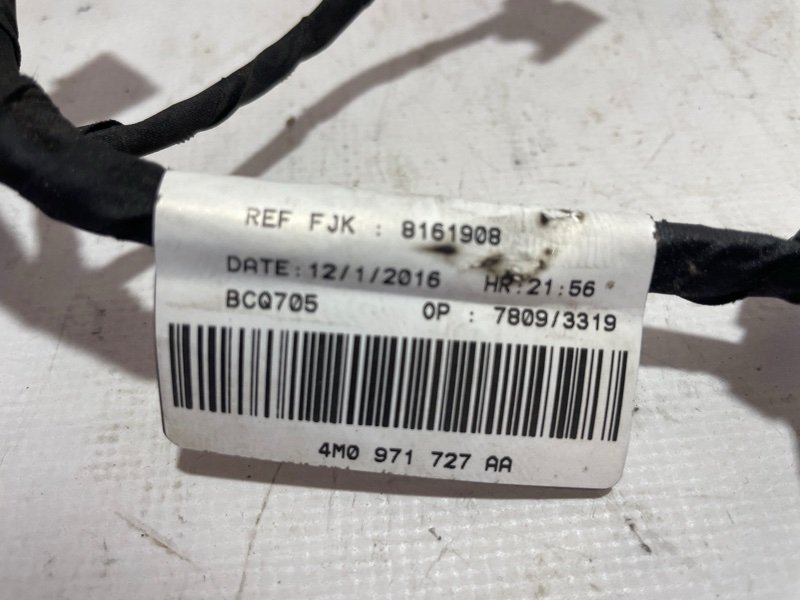 REF FJK : 8161908
DATE:12/1/2016 HR:21:56
BCQ705 OP : 7809/3319
4M0 971 727 AA